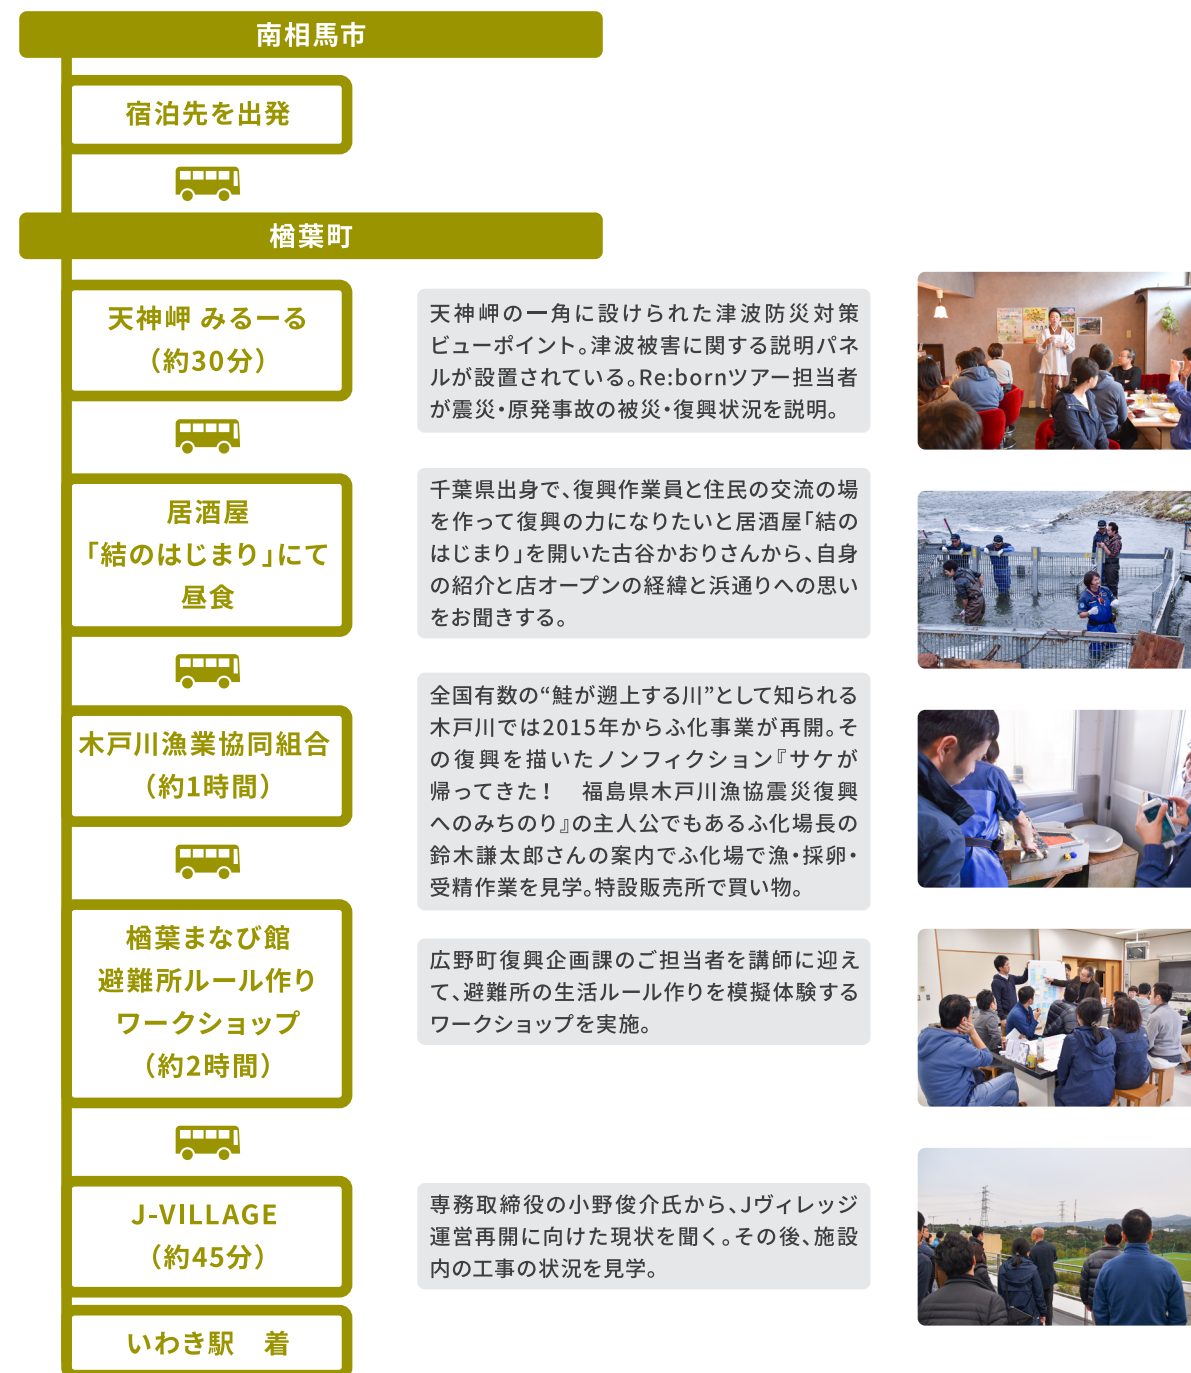 南相馬市
宿泊先を出発
楢葉町
天神岬 みるーる
（約30分）
天神岬の一角に設けられた津波防災対策
ビューポイント。津波被害に関する説明パネ
ルが設置されている。Re:bornツアー担当者
が震災・原発事故の被災・復興状況を説明。
居酒屋
「結のはじまり」にて
昼食
千葉県出身で、復興作業員と住民の交流の場
を作って復興の力になりたいと居酒屋「結の
はじまり」を開いた古谷かおりさんから、自身
の紹介と店オープンの経緯と浜通りへの思い
をお聞きする。
木戸川漁業協同組合
（約1時間）
全国有数の“鮭が遡上する川”として知られる
木戸川では2015年からふ化事業が再開。そ
の復興を描いたノンフィクション『サケが
帰ってきた！　福島県木戸川漁協震災復興
へのみちのり』の主人公でもあるふ化場長の
鈴木謙太郎さんの案内でふ化場で漁・採卵・
受精作業を見学。特設販売所で買い物。
楢葉まなび館
避難所ルール作り
ワークショップ
（約2時間）
広野町復興企画課のご担当者を講師に迎え
て、避難所の生活ルール作りを模擬体験する
ワークショップを実施。
J-VILLAGE
（約45分）
専務取締役の小野俊介氏から、Jヴィレッジ
運営再開に向けた現状を聞く。その後、施設
内の工事の状況を見学。
いわき駅　着